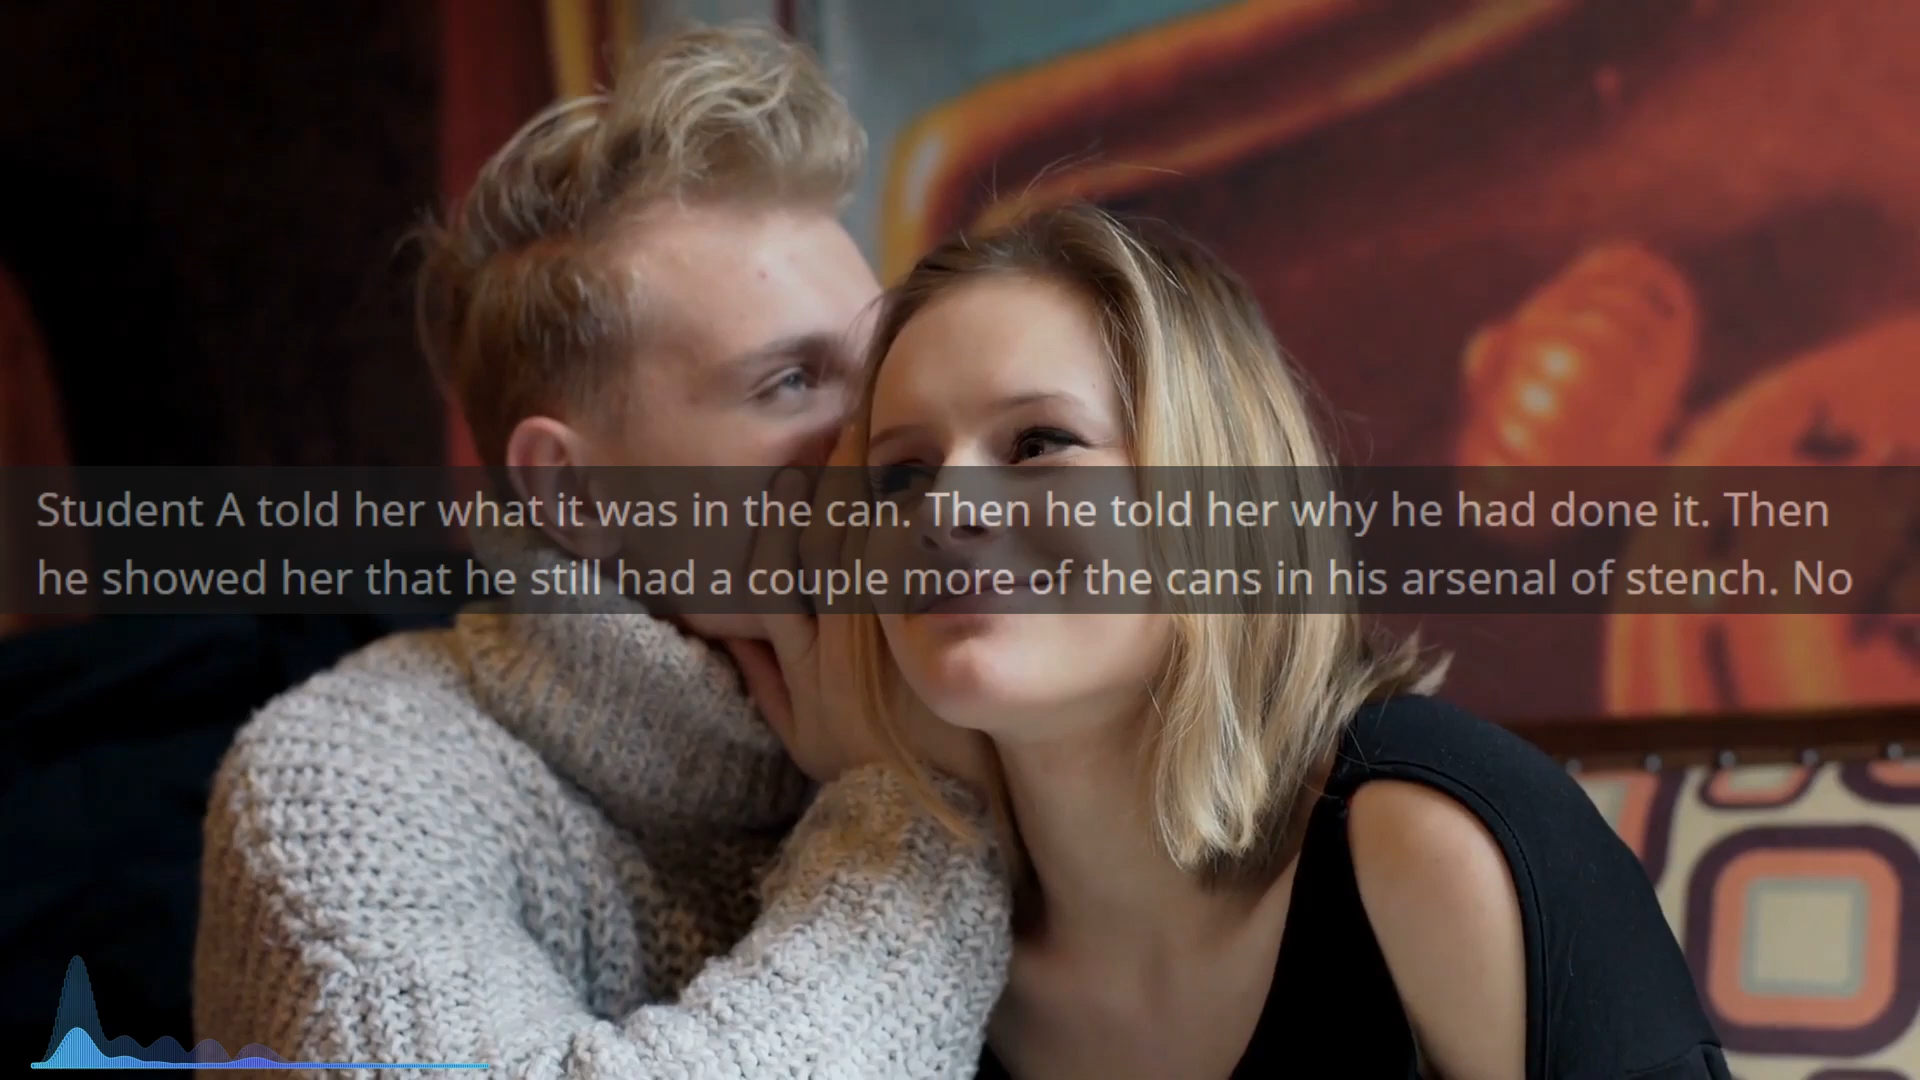 Student A told her what it was in the can. Then he told her why he had done it. Then
he showed her that he still had a couple more of the cans in his arsenal of stench. No